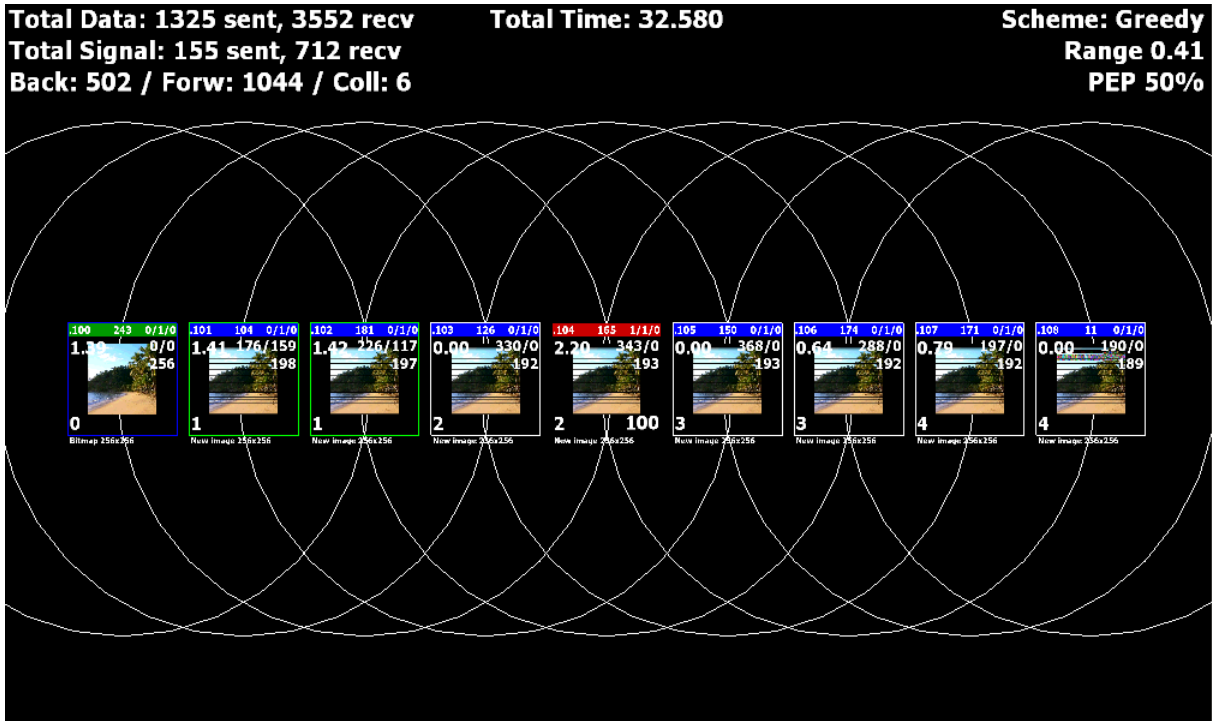 Total Data: 1325 sent, 3552 recv
Total Time: 32.580
Scheme: Greedy
Total Signal: 155 sent, 712 recv
Range 0.41
Back: 502 / Forw: 1044 / Coll: 6
PEP 50%
.100 243 0/1/0
1.39 0/0
256
0
Bitmap 256x256
.101 104 0/1/0
1.41 176/159
198
1
New image 256x256
.102 181 0/1/0
1.42 226/117
197
1
New image 256x256
.103 126 0/1/0
0.00 330/0
192
2
New image 256x256
.104 165 1/1/0
2.20 343/0
193
2 100
New image 256x256
.105 150 0/1/0
0.00 368/0
193
3
New image 256x256
.106 174 0/1/0
0.64 288/0
192
3
New image 256x256
.107 171 0/1/0
0.79 197/0
192
4
New image 256x256
.108 11 0/1/0
0.00 190/0
189
4
New image 256x256